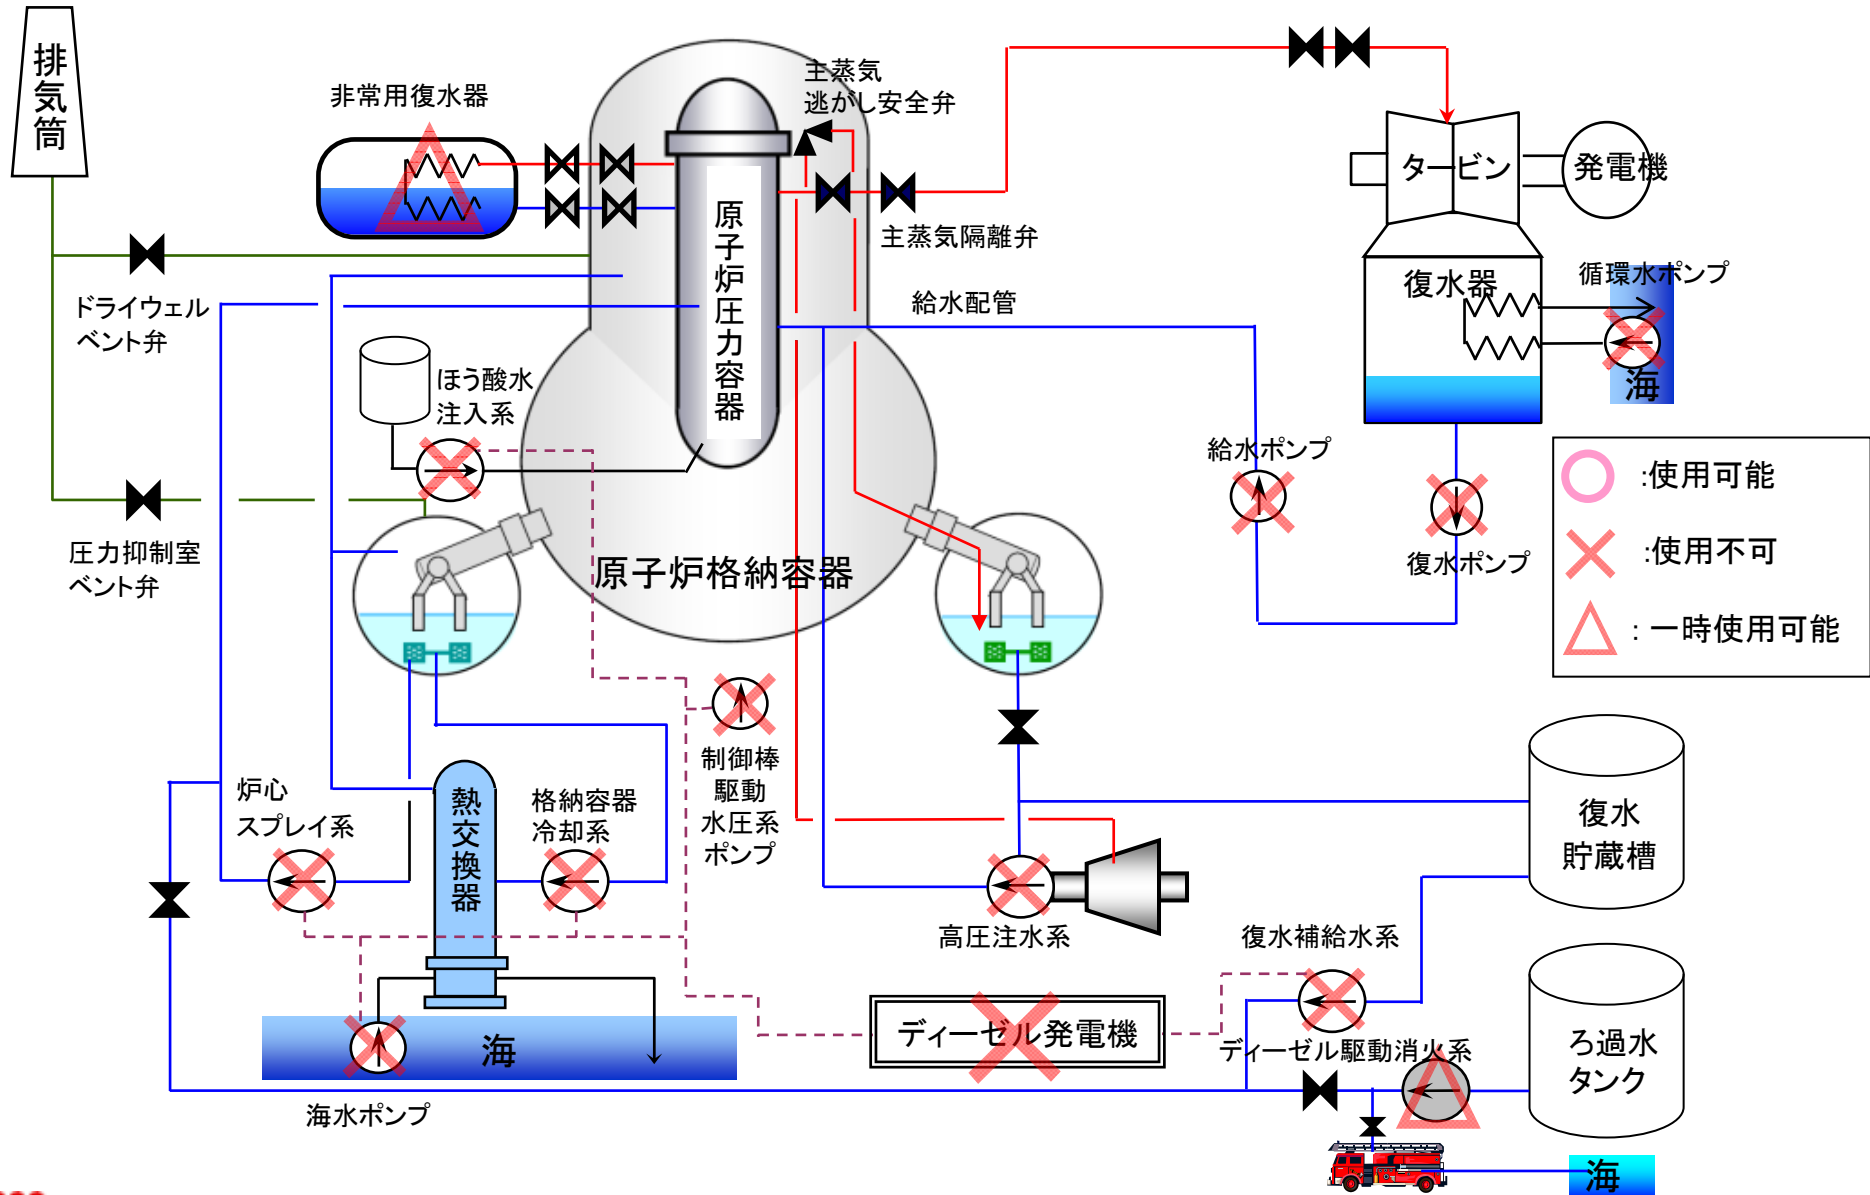 排気筒
非常用復水器
主蒸気
逃がし安全弁
タービン
発電機
原子炉圧力容器
主蒸気隔離弁
復水器
循環水ポンプ
海
ドライウェル
ベント弁
給水配管
ほう酸水
注入系
給水ポンプ
復水ポンプ
:使用可能
:使用不可
:一時使用可能
圧力抑制室
ベント弁
原子炉格納容器
制御棒
駆動
水圧系
ポンプ
炉心
スプレイ系
熱交換器
格納容器
冷却系
復水
貯蔵槽
高圧注水系
復水補給水系
ディーゼル発電機
ディーゼル駆動消火系
ろ過水
タンク
海
海水ポンプ
海